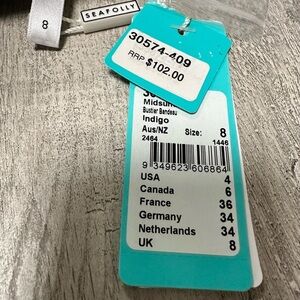 SEAFOLLY
8
30574-409
RRP $102.00
Bustier Bandeau
Indigo
Aus/NZ Size: 8
2464 1446
9 349623 606864
USA 4
Canada 6
France 36
Germany 34
Netherlands 34
UK 8